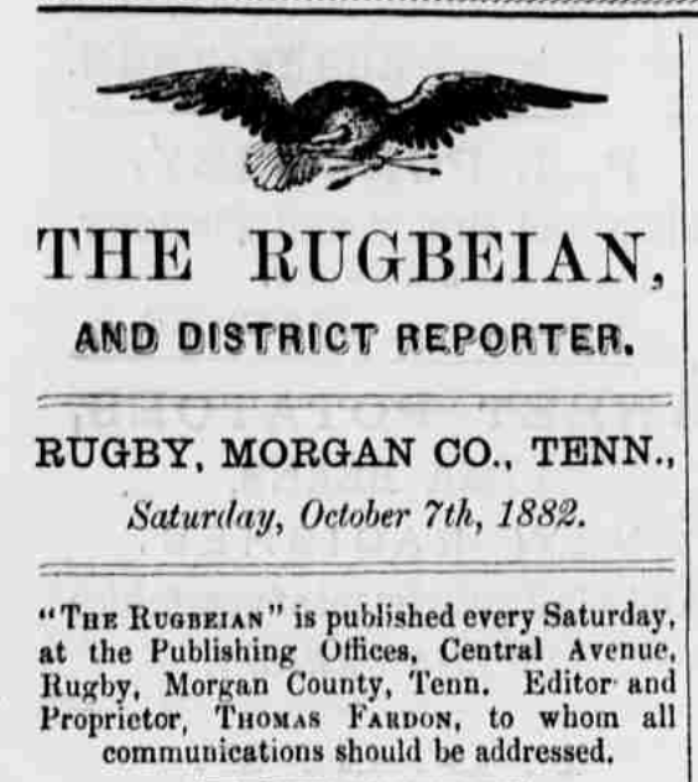 THE RUGBEIAN,
AND DISTRICT REPORTER.
RUGBY, MORGAN CO., TENN.,
Saturday, October 7th, 1882.
"THE RUGBEIAN" is published every Saturday,
at the Publishing Offices, Central Avenue,
Rugby, Morgan County, Tenn. Editor and
Proprietor, THOMAS FARDON, to whom all
communications should be addressed.